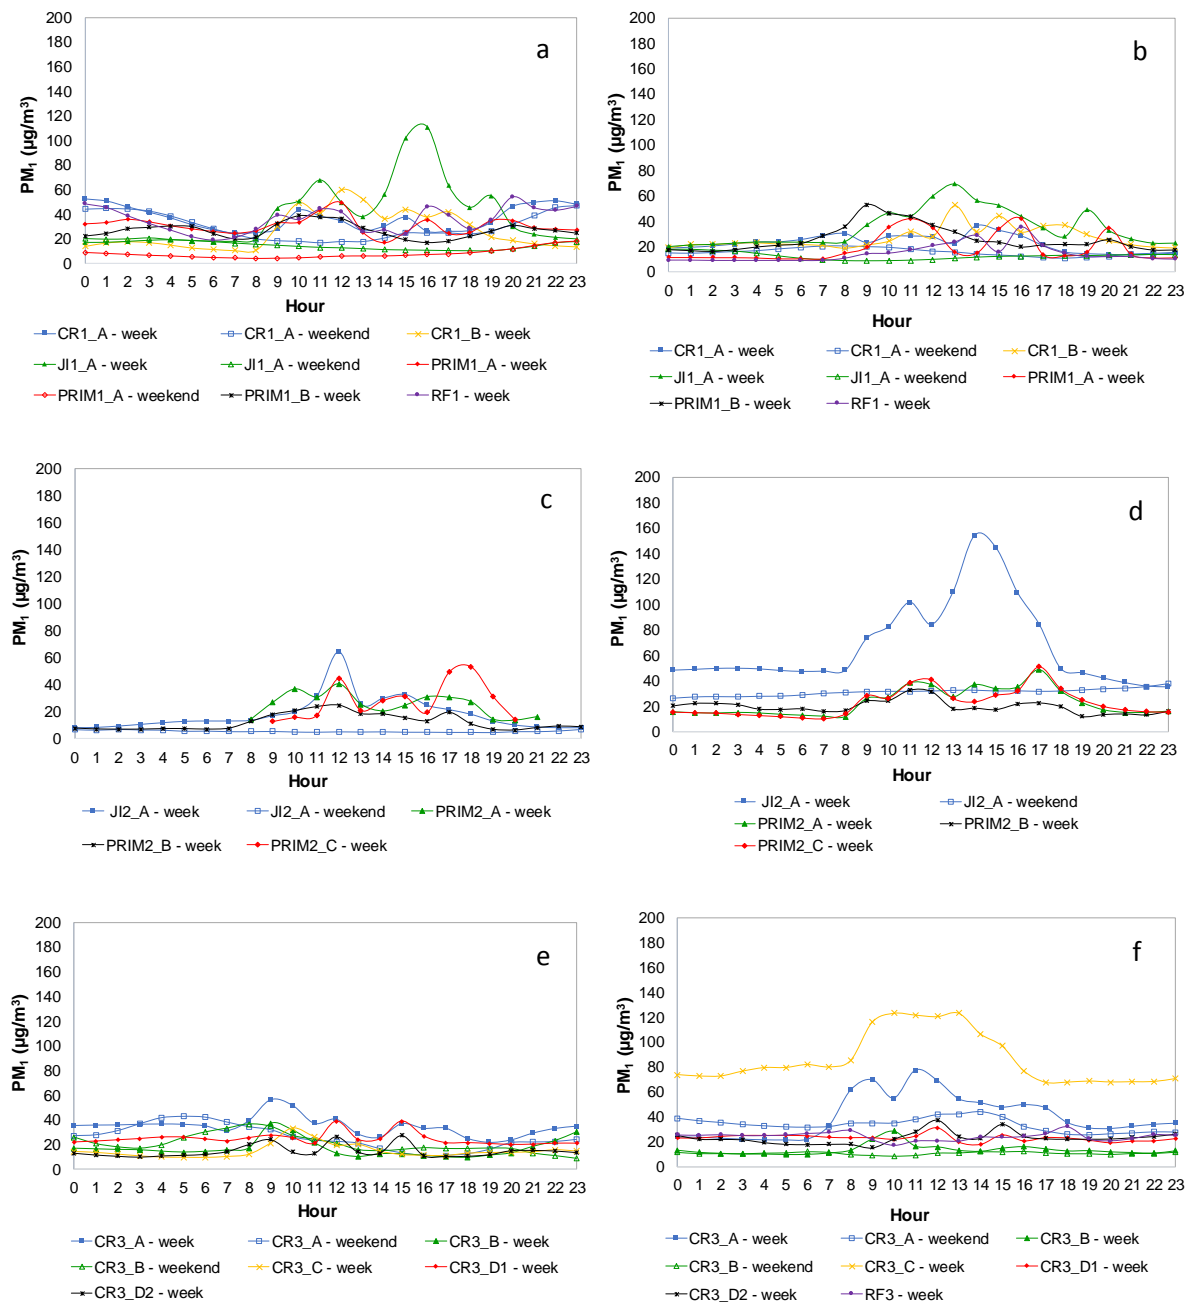 a
200
180
160
140
120
100
80
60
40
20
0
PM₁ (µg/m³)
0 1 2 3 4 5 6 7 8 9 10 11 12 13 14 15 16 17 18 19 20 21 22 23
Hour
CR1_A - week CR1_A - weekend CR1_B - week
JI1_A - week JI1_A - weekend PRIM1_A - week
PRIM1_A - weekend PRIM1_B - week RF1 - week
b
200
180
160
140
120
100
80
60
40
20
0
PM₁ (µg/m³)
0 1 2 3 4 5 6 7 8 9 10 11 12 13 14 15 16 17 18 19 20 21 22 23
Hour
CR1_A - week CR1_A - weekend CR1_B - week
JI1_A - week JI1_A - weekend PRIM1_A - week
PRIM1_B - week RF1 - week
c
200
180
160
140
120
100
80
60
40
20
0
PM₁ (µg/m³)
0 1 2 3 4 5 6 7 8 9 10 11 12 13 14 15 16 17 18 19 20 21 22 23
Hour
JI2_A - week JI2_A - weekend PRIM2_A - week
PRIM2_B - week PRIM2_C - week
d
200
180
160
140
120
100
80
60
40
20
0
PM₁ (µg/m³)
0 1 2 3 4 5 6 7 8 9 10 11 12 13 14 15 16 17 18 19 20 21 22 23
Hour
JI2_A - week JI2_A - weekend
PRIM2_A - week PRIM2_B - week
PRIM2_C - week
e
200
180
160
140
120
100
80
60
40
20
0
PM₁ (µg/m³)
0 1 2 3 4 5 6 7 8 9 10 11 12 13 14 15 16 17 18 19 20 21 22 23
Hour
CR3_A - week CR3_A - weekend CR3_B - week
CR3_B - weekend CR3_C - week CR3_D1 - week
CR3_D2 - week
f
200
180
160
140
120
100
80
60
40
20
0
PM₁ (µg/m³)
0 1 2 3 4 5 6 7 8 9 10 11 12 13 14 15 16 17 18 19 20 21 22 23
Hour
CR3_A - week CR3_A - weekend CR3_B - week
CR3_B - weekend CR3_C - week CR3_D1 - week
CR3_D2 - week RF3 - week